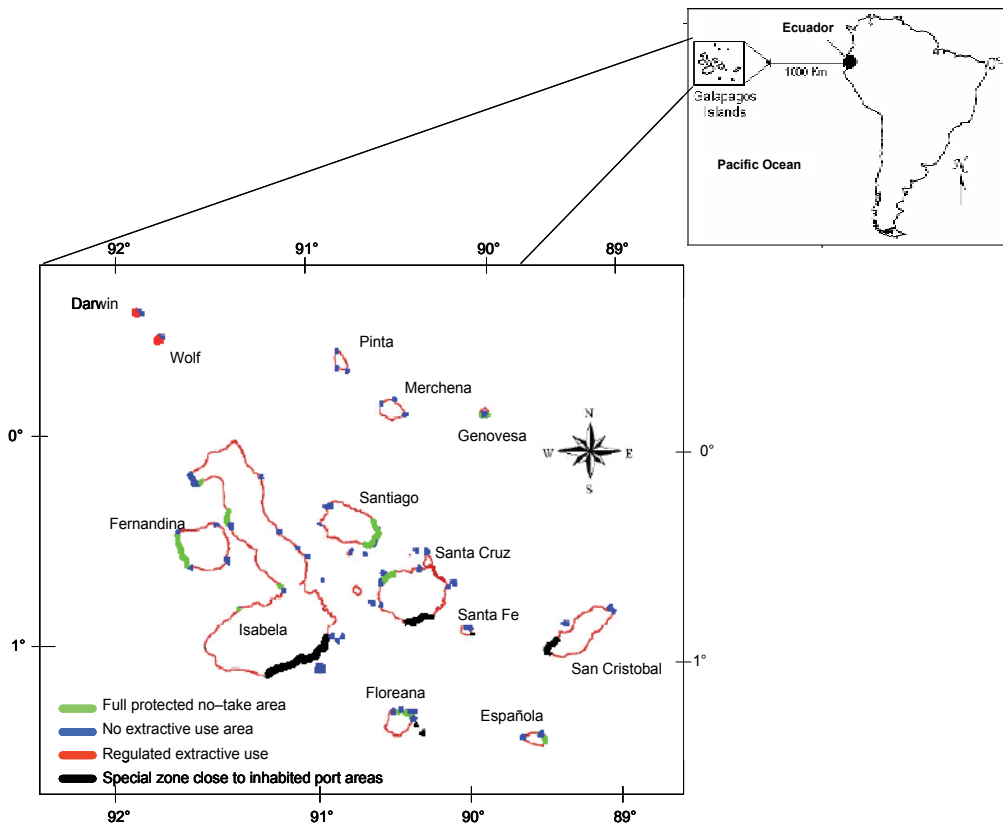 Ecuador
1000 Km
Galapagos
Islands
Pacific Ocean
N
92°
91°
90°
89°
Darwin
Wolf
Pinta
Merchena
Genovesa
0°
N
W
E
S
0°
Santiago
Fernandina
Santa Cruz
Santa Fe
Isabela
San Cristobal
1°
1°
Floreana
Española
Full protected no–take area
No extractive use area
Regulated extractive use
Special zone close to inhabited port areas
92°
91°
90°
89°